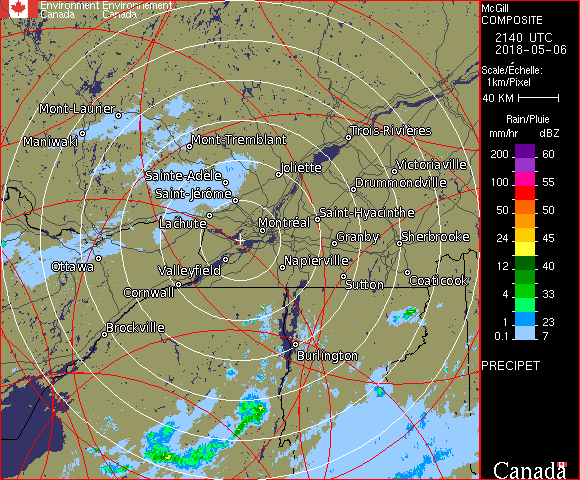 Environment Environnement
Canada Canada
McGill
COMPOSITE
2140 UTC
2018-05-06
Scale/Échelle:
1km/Pixel
40 KM
Rain/Pluie
mm/hr dBZ
200 60
150 55
100 55
50 50
24 45
12 40
4 33
1 23
0.1 7
PRECIPET
Canada
Mont-Laurier
Maniwaki
Mont-Tremblant
Trois-Rivières
Joliette
Victoriaville
Sainte-Adèle
Drummondville
Saint-Jérôme
Lachute
Saint-Hyacinthe
Montréal
Granby
Sherbrooke
Ottawa
Valleyfield
Napierville
Coaticook
Sutton
Cornwall
Brockville
Burlington